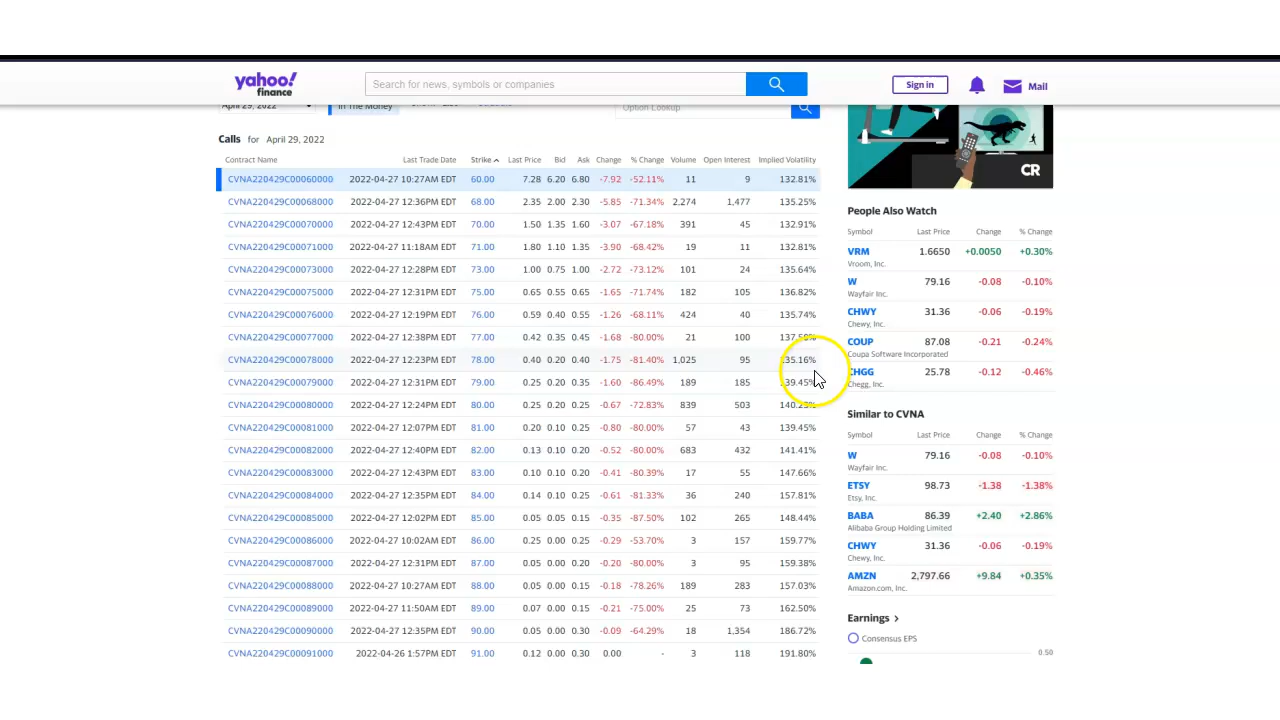 yahoo!
finance
Search for news, symbols or companies
Sign in
Mail
April 29, 2022
In The Money
Option Lookup
Calls for April 29, 2022
Contract Name Last Trade Date Strike Last Price Bid Ask Change % Change Volume Open Interest Implied Volatility
CVNA220429C00060000 2022-04-27 10:27AM EDT 60.00 7.28 6.20 6.80 -7.92 -52.11% 11 9 132.81%
CVNA220429C00068000 2022-04-27 12:36PM EDT 68.00 2.35 2.00 2.30 -5.85 -71.34% 2,274 1,477 135.25%
CVNA220429C00070000 2022-04-27 12:43PM EDT 70.00 1.50 1.35 1.60 -3.07 -67.18% 391 45 132.91%
CVNA220429C00071000 2022-04-27 11:18AM EDT 71.00 1.80 1.10 1.35 -3.90 -68.42% 19 11 132.81%
CVNA220429C00073000 2022-04-27 12:28PM EDT 73.00 1.00 0.75 1.00 -2.72 -73.12% 101 24 135.64%
CVNA220429C00075000 2022-04-27 12:31PM EDT 75.00 0.65 0.55 0.65 -1.65 -71.74% 182 105 136.82%
CVNA220429C00076000 2022-04-27 12:19PM EDT 76.00 0.59 0.40 0.55 -1.26 -68.11% 424 40 135.74%
CVNA220429C00077000 2022-04-27 12:38PM EDT 77.00 0.42 0.35 0.45 -1.68 -80.00% 21 100
CVNA220429C00078000 2022-04-27 12:23PM EDT 78.00 0.40 0.20 0.40 -1.75 -81.40% 1,025 95 135.16%
CVNA220429C00079000 2022-04-27 12:31PM EDT 79.00 0.25 0.20 0.35 -1.60 -86.49% 189 185 139.45%
CVNA220429C00080000 2022-04-27 12:24PM EDT 80.00 0.25 0.20 0.30 -0.67 -72.83% 839 503
CVNA220429C00081000 2022-04-27 12:07PM EDT 81.00 0.20 0.10 0.25 -0.80 -80.00% 57 43 139.45%
CVNA220429C00082000 2022-04-27 12:40PM EDT 82.00 0.13 0.10 0.20 -0.52 -80.00% 683 432 141.41%
CVNA220429C00083000 2022-04-27 12:43PM EDT 83.00 0.10 0.10 0.20 -0.41 -80.39% 17 55 147.66%
CVNA220429C00084000 2022-04-27 12:35PM EDT 84.00 0.14 0.10 0.25 -0.61 -81.33% 36 240 157.81%
CVNA220429C00085000 2022-04-27 12:02PM EDT 85.00 0.05 0.05 0.15 -0.35 -87.50% 102 265 148.44%
CVNA220429C00086000 2022-04-27 10:02AM EDT 86.00 0.25 0.00 0.25 -0.29 -53.70% 3 157 159.77%
CVNA220429C00087000 2022-04-27 12:31PM EDT 87.00 0.05 0.00 0.20 -0.20 -80.00% 3 95 159.38%
CVNA220429C00088000 2022-04-27 10:27AM EDT 88.00 0.05 0.00 0.15 -0.18 -78.26% 189 283 157.03%
CVNA220429C00089000 2022-04-27 11:50AM EDT 89.00 0.07 0.00 0.15 -0.21 -75.00% 25 73 162.50%
CVNA220429C00090000 2022-04-27 12:35PM EDT 90.00 0.05 0.00 0.30 -0.09 -64.29% 18 1,354 186.72%
CVNA220429C00091000 2022-04-26 1:57PM EDT 91.00 0.12 0.00 0.30 0.00 - 3 118 191.80%
CR
People Also Watch
Symbol Last Price Change % Change
VRM 1.6650 +0.0050 +0.30%
Vroom, Inc.
W 79.16 -0.08 -0.10%
Wayfair Inc.
CHWY 31.36 -0.06 -0.19%
Chewy, Inc.
COUP 87.08 -0.21 -0.24%
Coupa Software Incorporated
CHGG 25.78 -0.12 -0.46%
Chegg, Inc.
Similar to CVNA
Symbol Last Price Change % Change
W 79.16 -0.08 -0.10%
Wayfair Inc.
ETSY 98.73 -1.38 -1.38%
Etsy, Inc.
BABA 86.39 +2.40 +2.86%
Alibaba Group Holding Limited
CHWY 31.36 -0.06 -0.19%
Chewy, Inc.
AMZN 2,797.66 +9.84 +0.35%
Amazon.com, Inc.
Earnings >
Consensus EPS
0.50